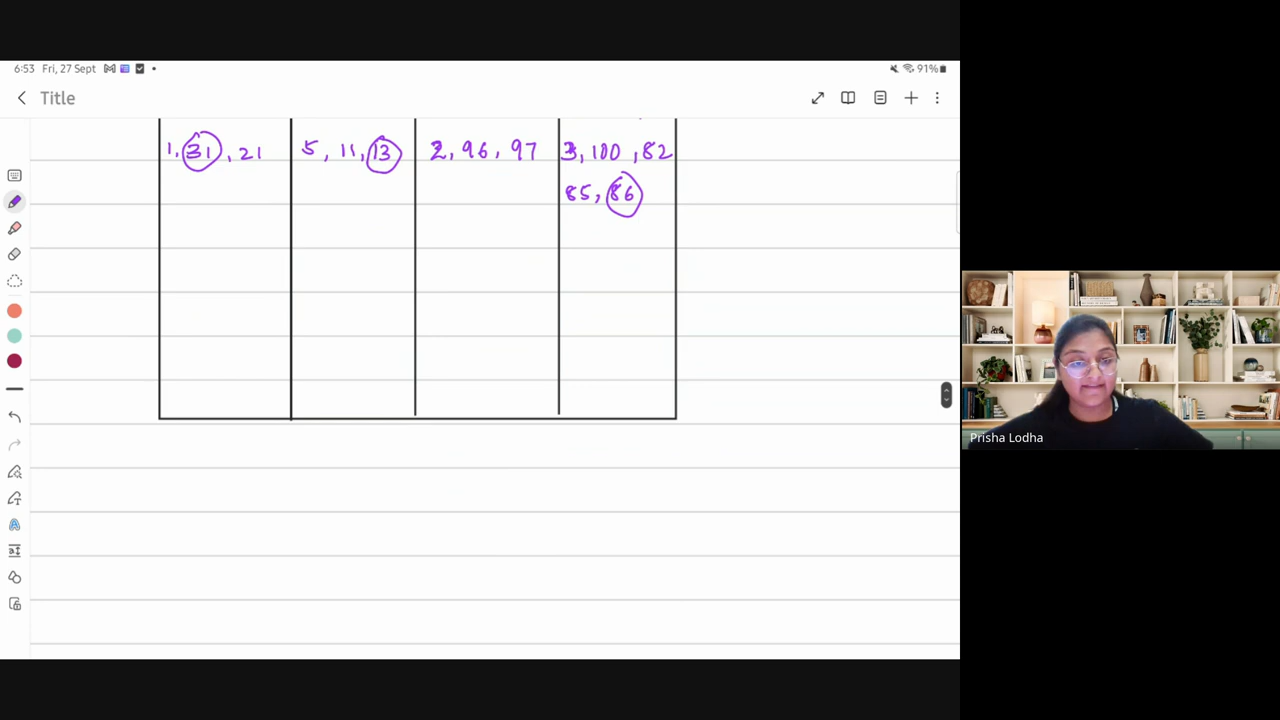 6:53 Fri, 27 Sept
91%
Title
1, 31, 21
5, 11, 13
2, 96, 97
3, 100, 82
85, 86
Prisha Lodha